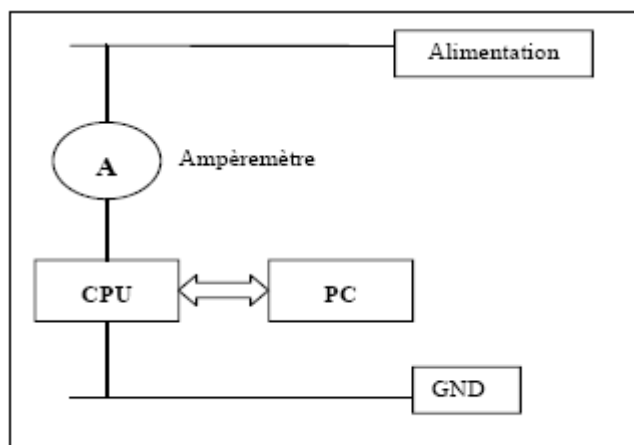 Alimentation
A
Ampèremètre
CPU
PC
GND